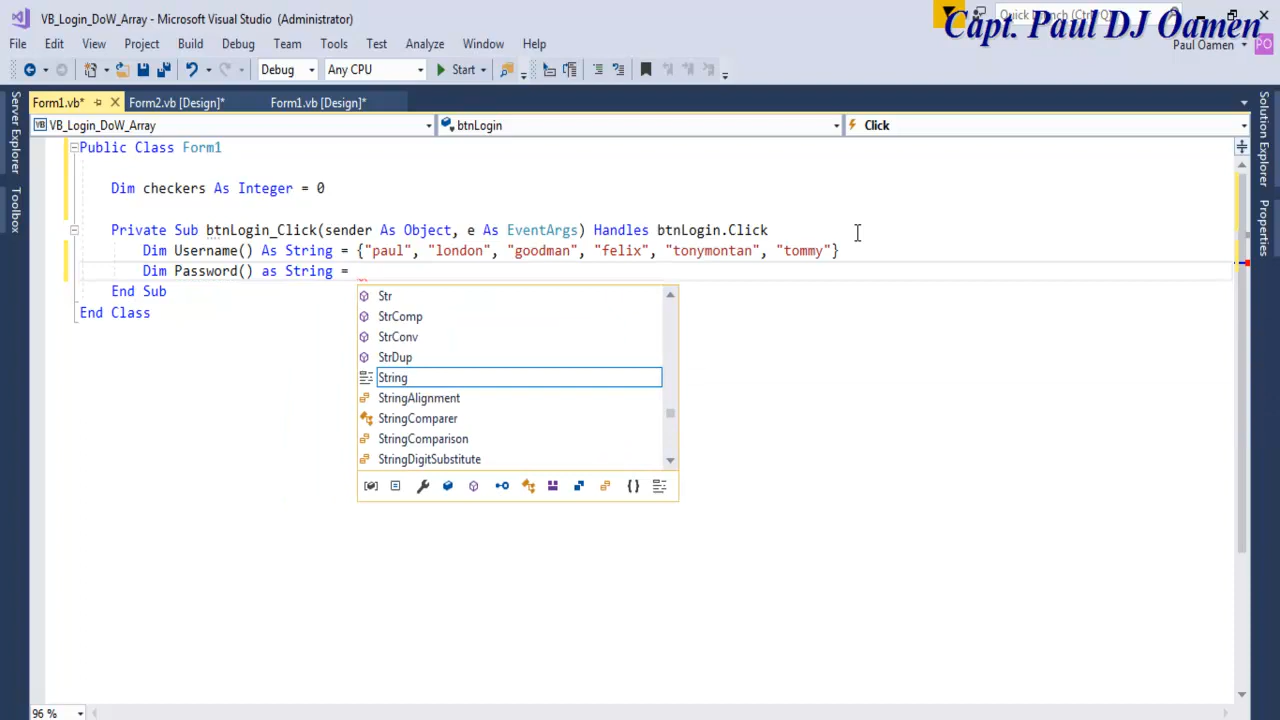 VB_Login_DoW_Array - Microsoft Visual Studio (Administrator)
Capt. Paul DJ Oamen
File Edit View Project Build Debug Team Tools Test Analyze Window Help
Paul Oamen PO
Debug Any CPU Start
Form1.vb* Form2.vb [Design]* Form1.vb [Design]*
VB_Login_DoW_Array btnLogin Click
Server Explorer
Toolbox
Solution Explorer
Properties
Public Class Form1
Dim checkers As Integer = 0
Private Sub btnLogin_Click(sender As Object, e As EventArgs) Handles btnLogin.Click
Dim Username() As String = {"paul", "london", "goodman", "felix", "tonymontan", "tommy"}
Dim Password() as String =
End Sub
End Class
Str
StrComp
StrConv
StrDup
String
StringAlignment
StringComparer
StringComparison
StringDigitSubstitute
96 %